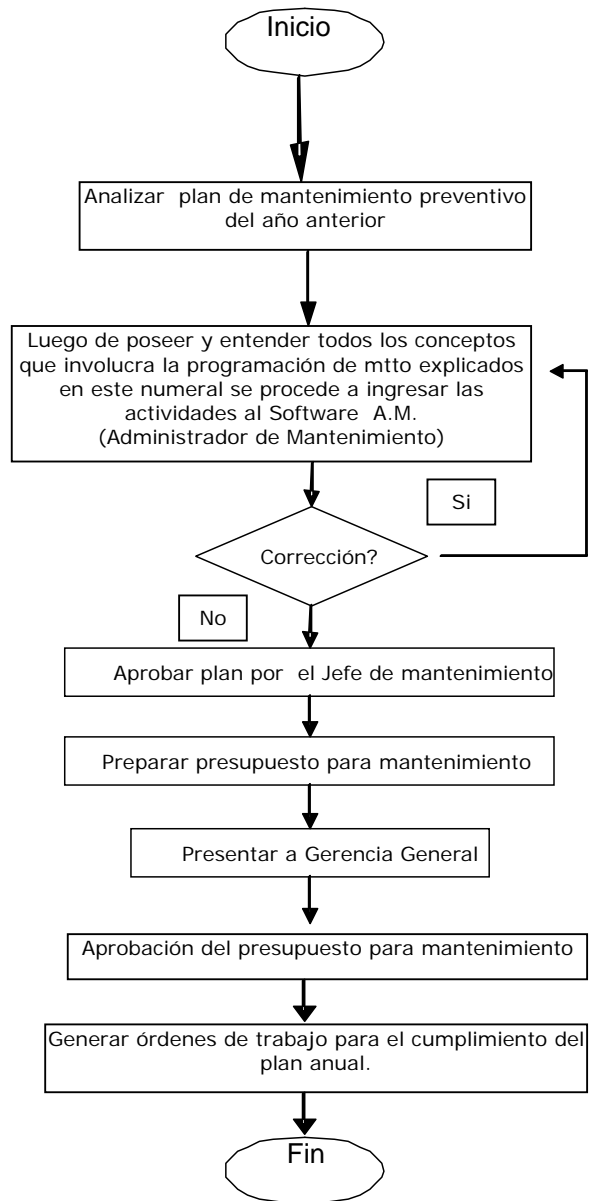 Inicio
Analizar plan de mantenimiento preventivo
del año anterior
Luego de poseer y entender todos los conceptos
que involucra la programación de mtto explicados
en este numeral se procede a ingresar las
actividades al Software A.M.
(Administrador de Mantenimiento)
Si
Corrección?
No
Aprobar plan por el Jefe de mantenimiento
Preparar presupuesto para mantenimiento
Presentar a Gerencia General
Aprobación del presupuesto para mantenimiento
Generar órdenes de trabajo para el cumplimiento del
plan anual.
Fin